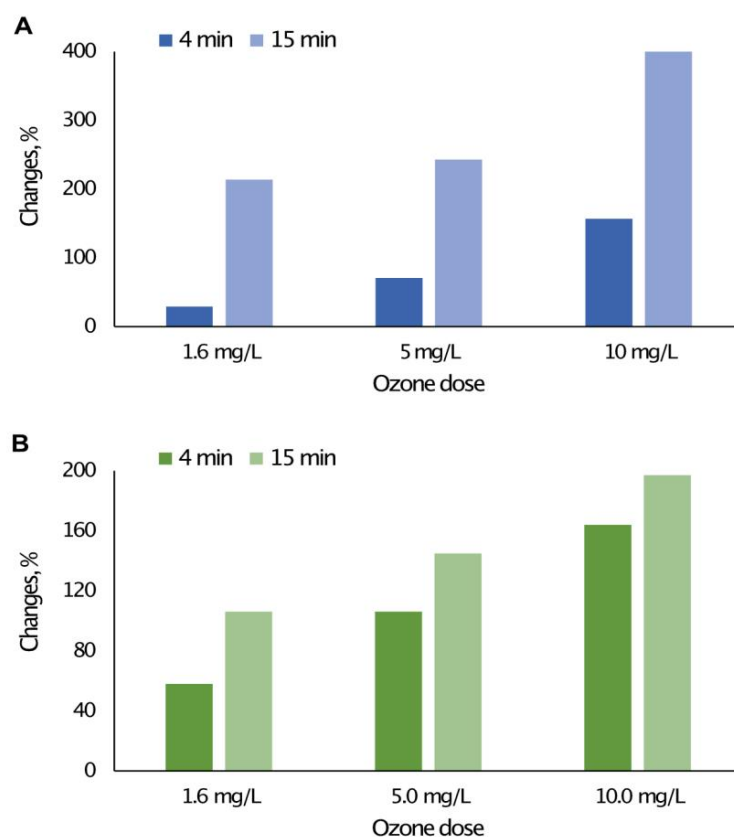 A
4 min 15 min
400
300
200
100
0
Changes, %
1.6 mg/L 5 mg/L 10 mg/L
Ozone dose
B
4 min 15 min
200
160
120
80
40
0
Changes, %
1.6 mg/L 5.0 mg/L 10.0 mg/L
Ozone dose